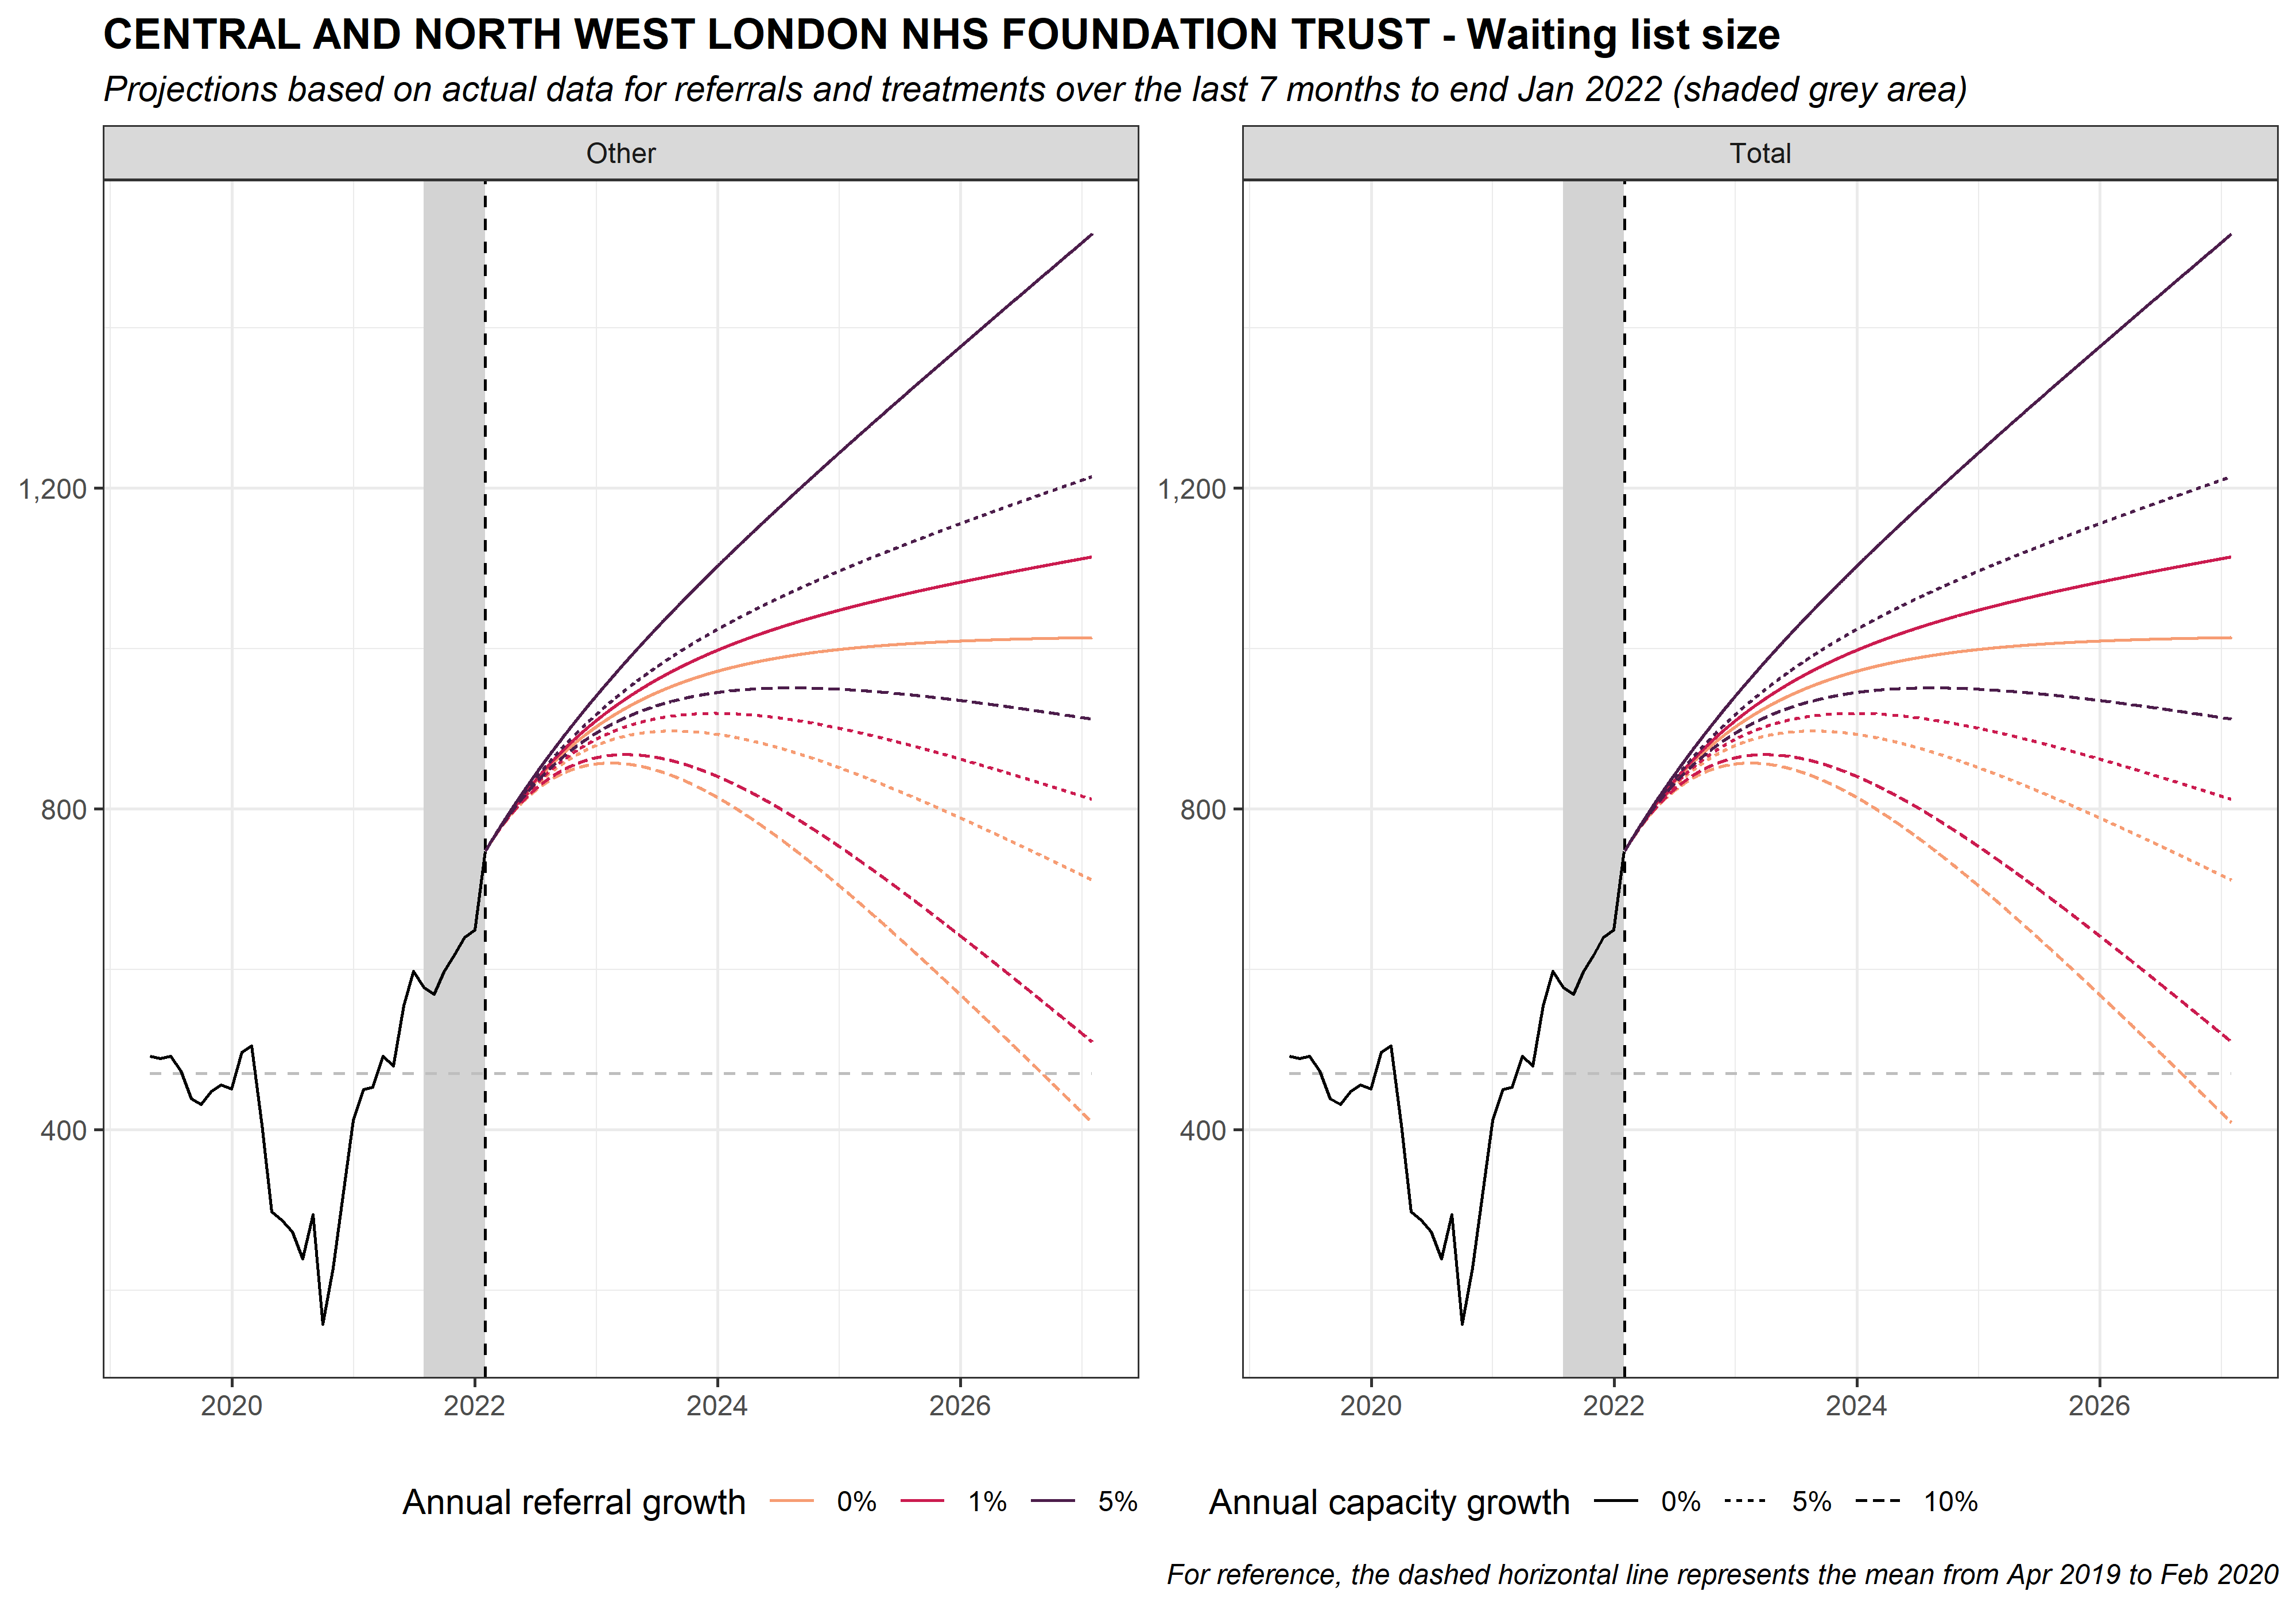 CENTRAL AND NORTH WEST LONDON NHS FOUNDATION TRUST - Waiting list size
Projections based on actual data for referrals and treatments over the last 7 months to end Jan 2022 (shaded grey area)
Other
Total
1,200
800
400
1,200
800
400
2020 2022 2024 2026
2020 2022 2024 2026
Annual referral growth 0% 1% 5%
Annual capacity growth 0% 5% 10%
For reference, the dashed horizontal line represents the mean from Apr 2019 to Feb 2020